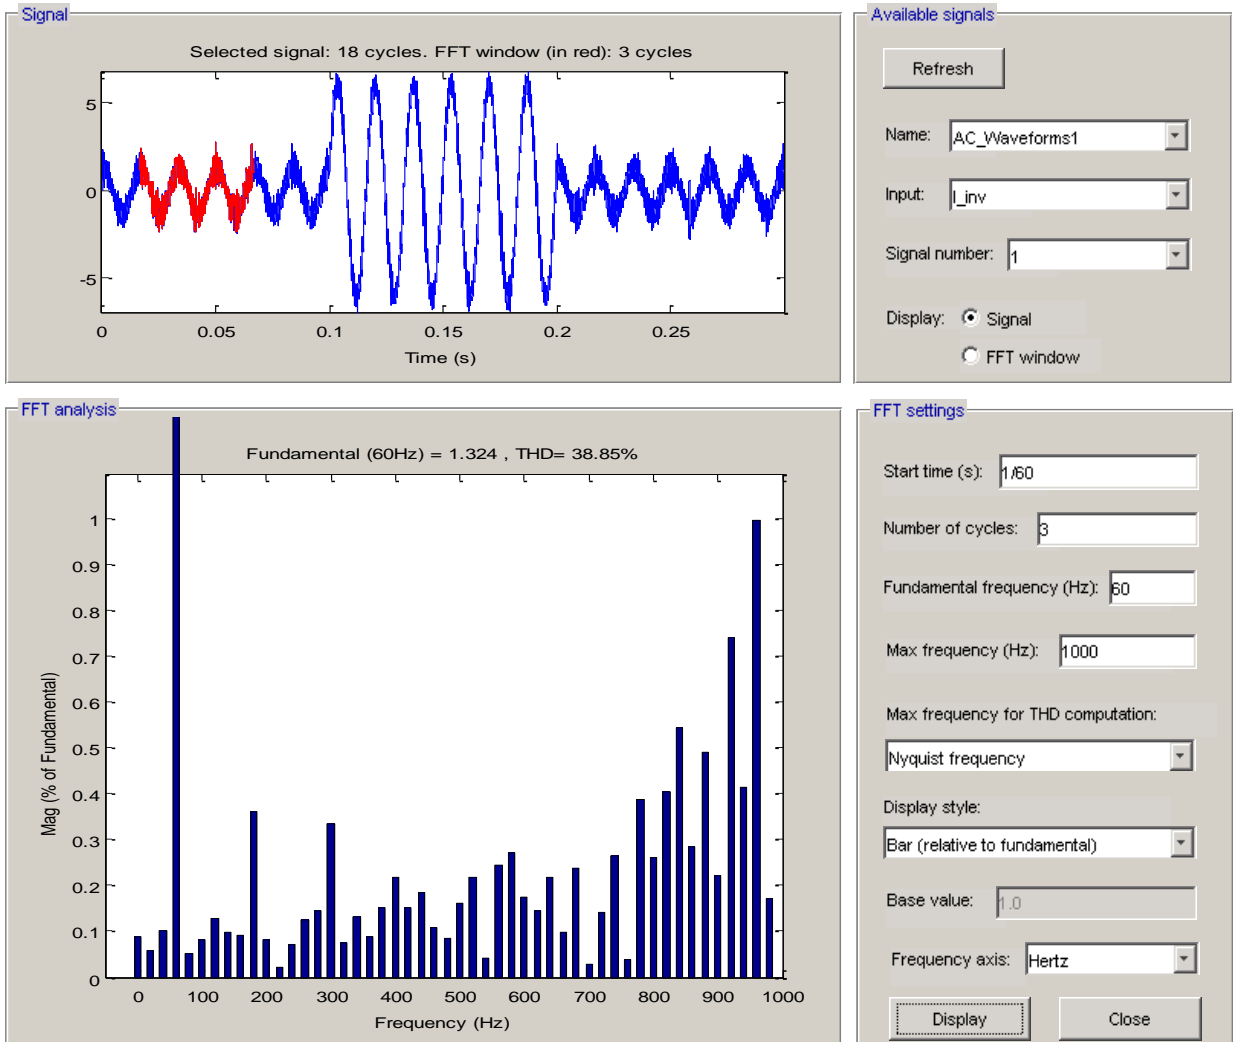 Signal
Selected signal: 18 cycles. FFT window (in red): 3 cycles
5
0
-5
0 0.05 0.1 0.15 0.2 0.25
Time (s)
Available signals
Refresh
Name: AC_Waveforms1
Input: I_inv
Signal number: 1
Display: Signal
FFT window
FFT analysis
Fundamental (60Hz) = 1.324 , THD= 38.85%
Mag (% of Fundamental)
1
0.9
0.8
0.7
0.6
0.5
0.4
0.3
0.2
0.1
0
0 100 200 300 400 500 600 700 800 900 1000
Frequency (Hz)
FFT settings
Start time (s): 1/60
Number of cycles: 3
Fundamental frequency (Hz): 60
Max frequency (Hz): 1000
Max frequency for THD computation:
Nyquist frequency
Display style:
Bar (relative to fundamental)
Base value: 1.0
Frequency axis: Hertz
Display Close